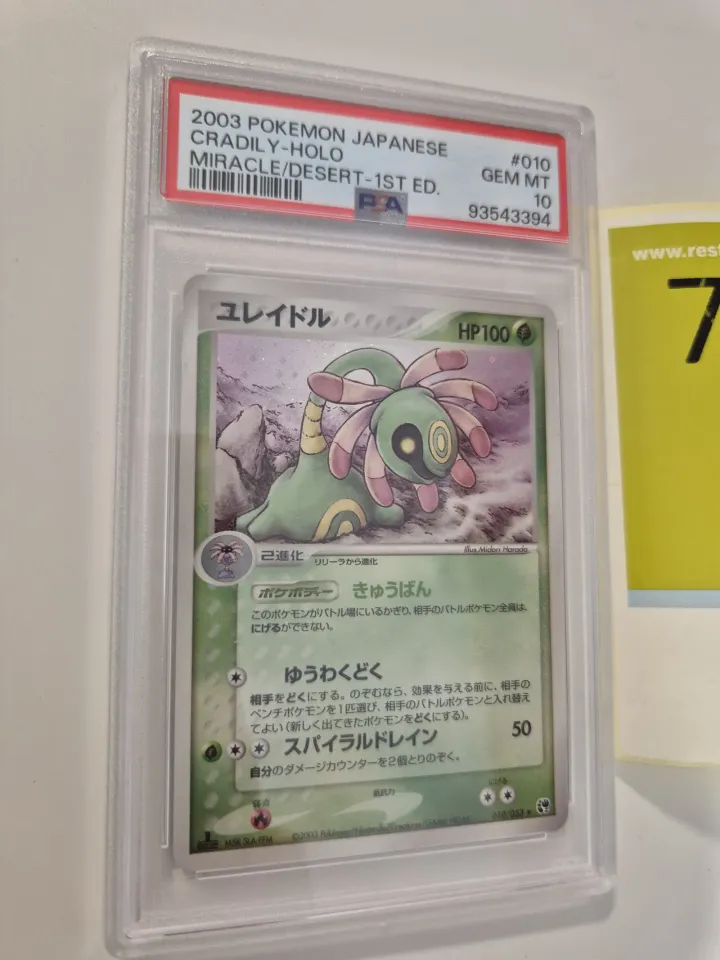 2003 POKEMON JAPANESE #010
CRADILY-HOLO GEM MT
MIRACLE/DESERT-1ST ED. 10
PSA 93543394
www.rest
7
ユレイドル HP100
Illus. Midori Harada
2進化 リリーラから進化
ポケボディー きゅうばん
このポケモンがバトル場にいるかぎり、相手のバトルポケモン全員は、
にげるができない。
ゆうわくどく
相手をどくにする。のぞむなら、効果を与える前に、相手の
ベンチポケモンを1匹選び、相手のバトルポケモンと入れ替え
てよい(新しく出てきたポケモンをどくにする)。
スパイラルドレイン 50
自分のダメージカウンターを2個とりのぞく。
弱点 抵抗力 にげる
©2003 Pokémon/Nintendo/Creatures/GAME FREAK
010/053 ★